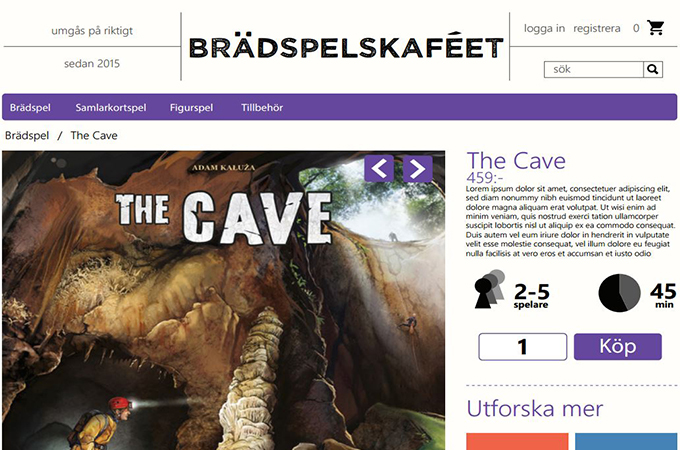 umgås på riktigt
sedan 2015
BRÄDSPELSKAFÉET
logga in registrera 0
sök
Brädspel Samlarkortspel Figurspel Tillbehör
Brädspel / The Cave
ADAM KAŁUŻA
THE CAVE
The Cave
459:-
Lorem ipsum dolor sit amet, consectetuer adipiscing elit,
sed diam nonummy nibh euismod tincidunt ut laoreet
dolore magna aliquam erat volutpat. Ut wisi enim ad
minim veniam, quis nostrud exerci tation ullamcorper
suscipit lobortis nisl ut aliquip ex ea commodo consequat.
Duis autem vel eum iriure dolor in hendrerit in vulputate
velit esse molestie consequat, vel illum dolore eu feugiat
nulla facilisis at vero eros et accumsan et iusto odio
2-5
spelare
45
min
1 Köp
Utforska mer